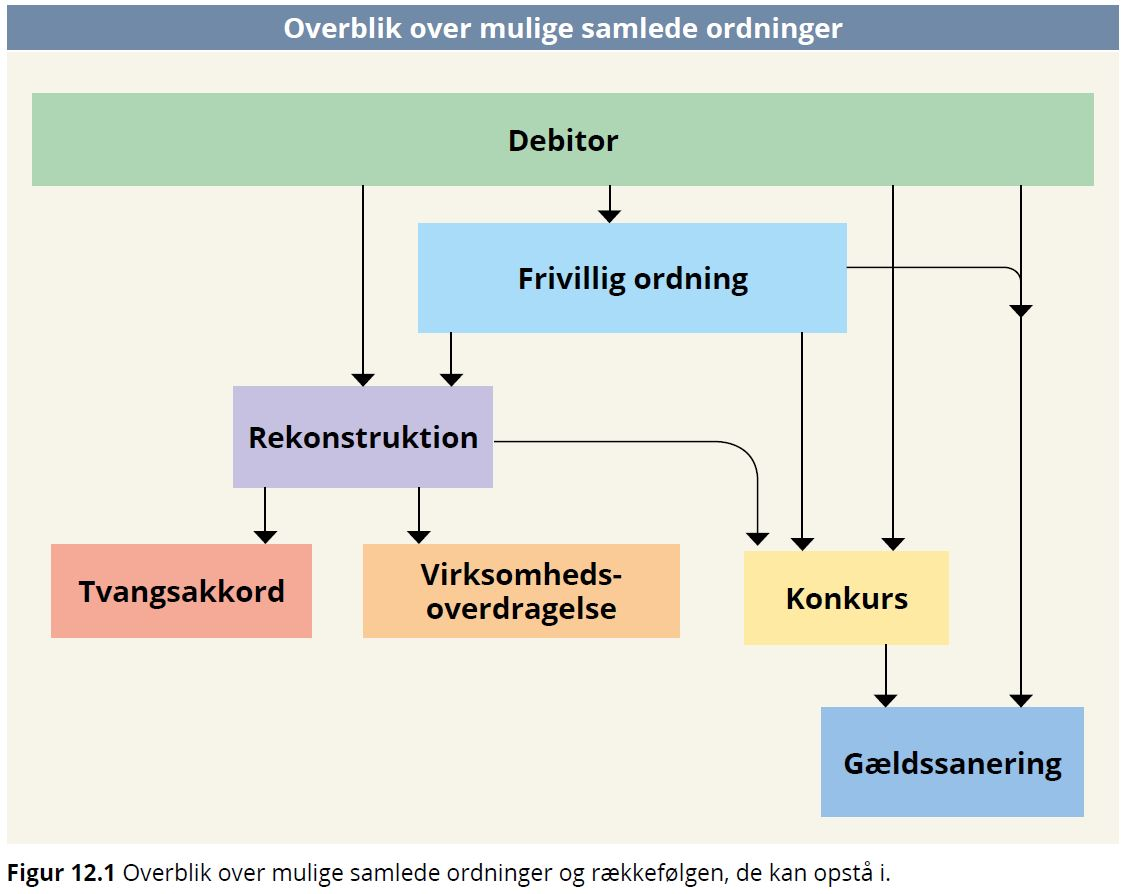 Overblik over mulige samlede ordninger
Debitor
Frivillig ordning
Rekonstruktion
Tvangsakkord
Virksomheds-
overdragelse
Konkurs
Gældssanering
Figur 12.1 Overblik over mulige samlede ordninger og rækkefølgen, de kan opstå i.